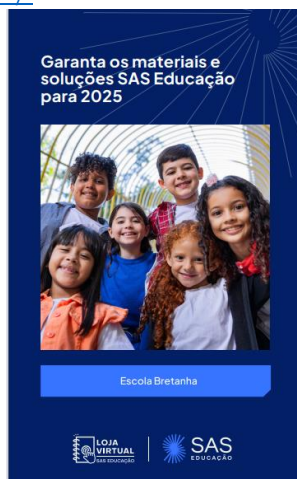 Garanta os materiais e
soluções SAS Educação
para 2025
Escola Bretanha
LOJA
VIRTUAL
SAS EDUCAÇÃO
SAS
EDUCAÇÃO